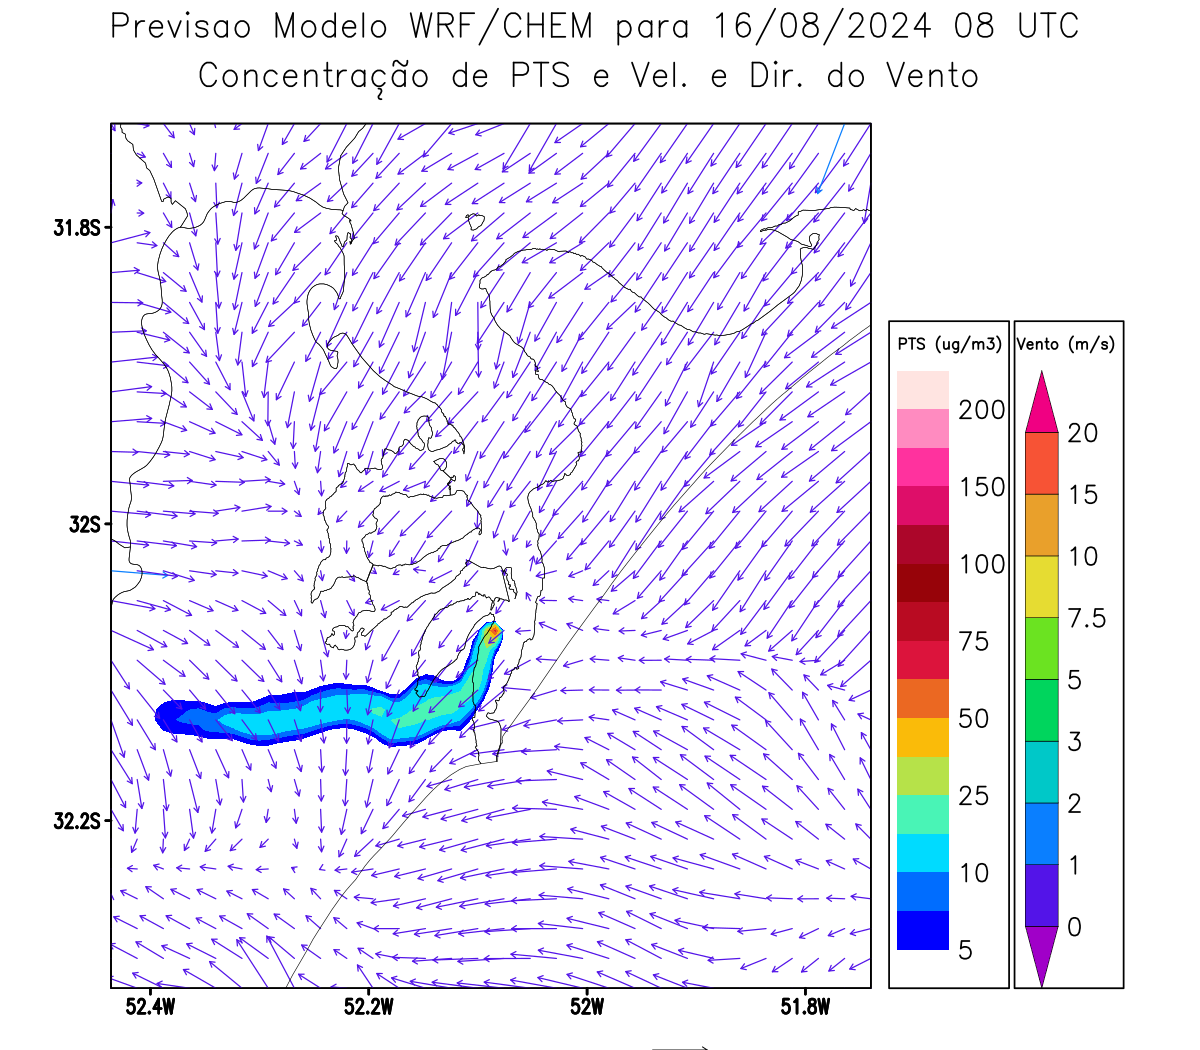 Previsao Modelo WRF/CHEM para 16/08/2024 08 UTC
Concentração de PTS e Vel. e Dir. do Vento
31.8S
32S
32.2S
52.4W
52.2W
52W
51.8W
PTS (ug/m3)
200
150
100
75
50
25
10
5
Vento (m/s)
20
15
10
7.5
5
3
2
1
0